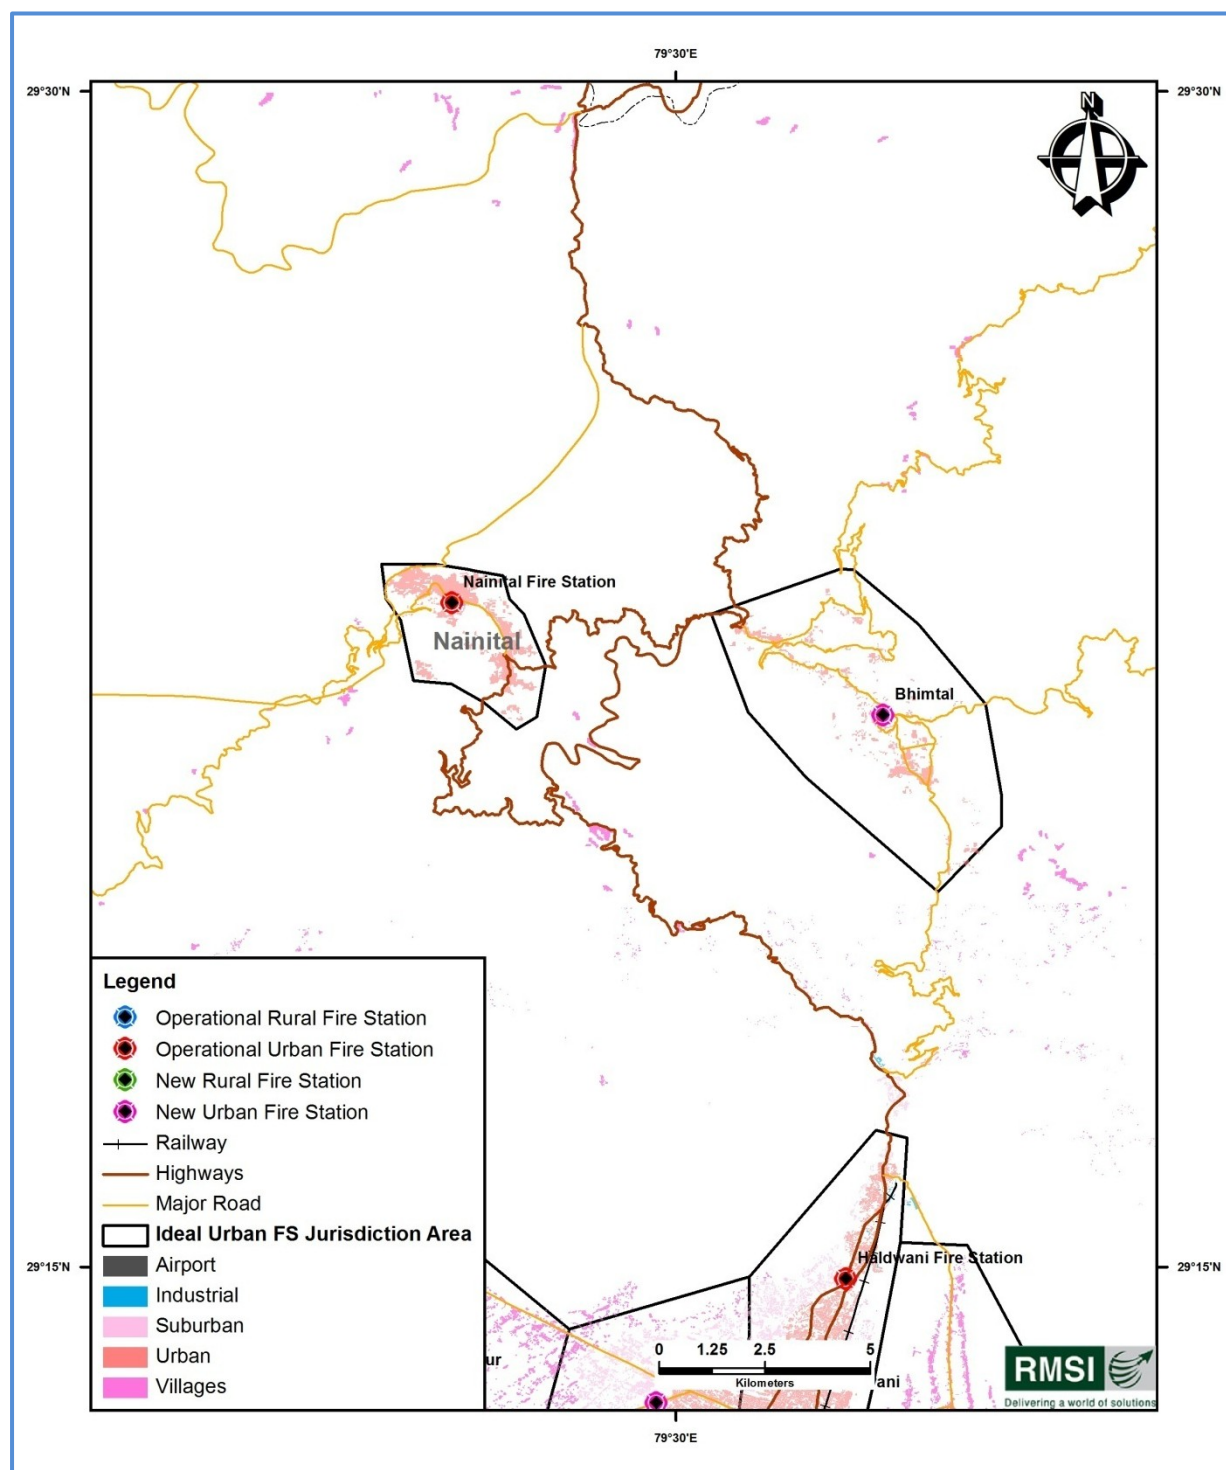 79°30'E
29°30'N
29°30'N
N
Nainital Fire Station
Nainital
Bhimtal
Legend
Operational Rural Fire Station
Operational Urban Fire Station
New Rural Fire Station
New Urban Fire Station
Railway
Highways
Major Road
Ideal Urban FS Jurisdiction Area
Airport
Industrial
Suburban
Urban
Villages
29°15'N
29°15'N
Haldwani Fire Station
0 1.25 2.5 5
Kilometers
ur
ani
RMSI
Delivering a world of solutions
79°30'E